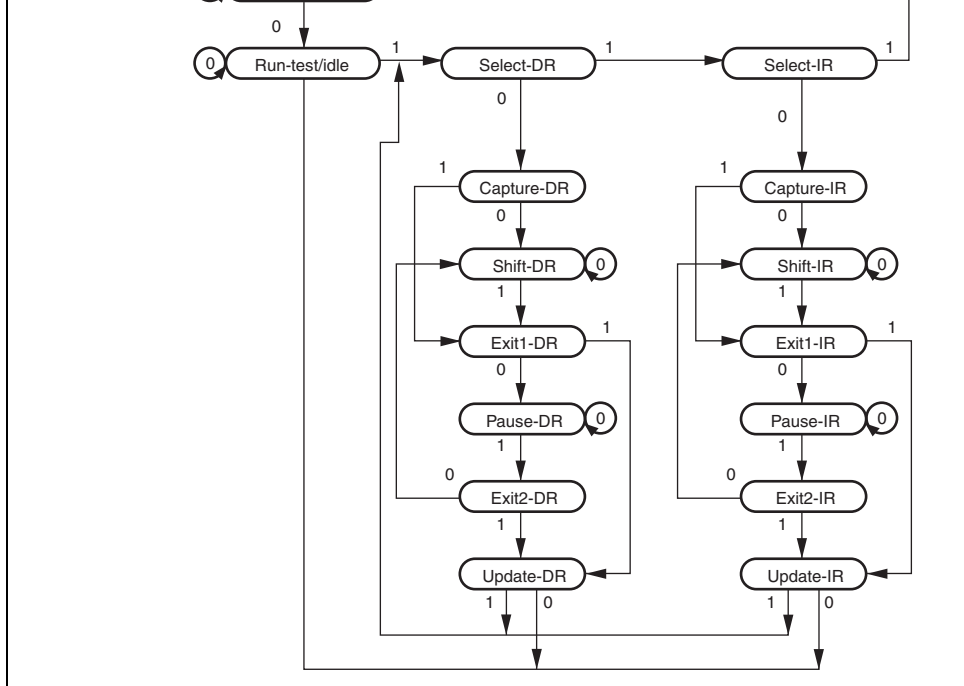 0
0 Run-test/idle 1 Select-DR 1 Select-IR 1
0 0
1 Capture-DR 1 Capture-IR
0 0
Shift-DR 0 Shift-IR 0
1 1
Exit1-DR 1 Exit1-IR 1
0 0
Pause-DR 0 Pause-IR 0
1 1
0 Exit2-DR 0 Exit2-IR
1 1
Update-DR Update-IR
1 0 1 0